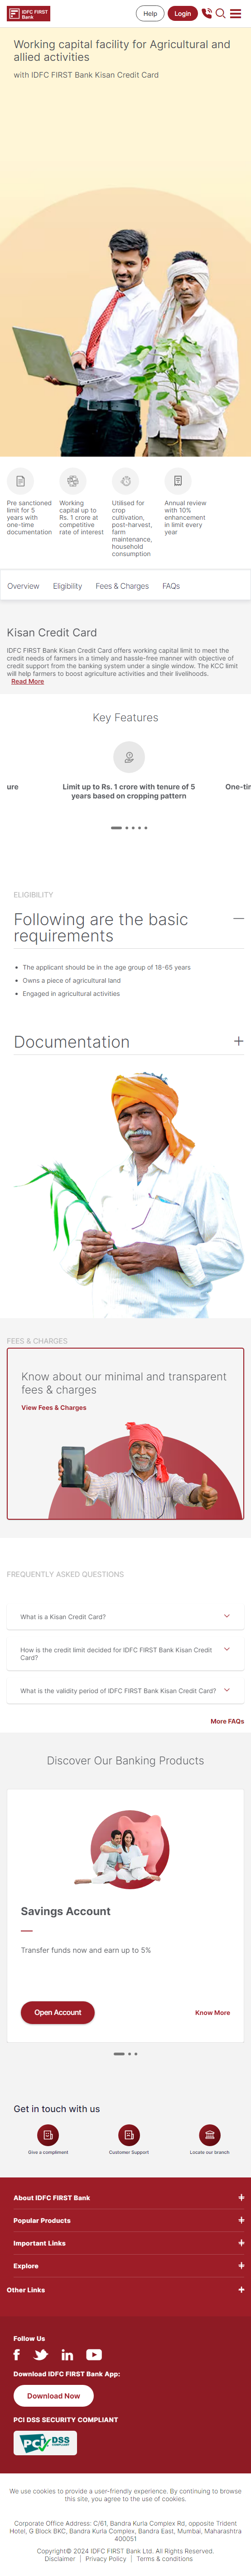 IDFC FIRST
Bank
Help
Login
Working capital facility for Agricultural and
allied activities
with IDFC FIRST Bank Kisan Credit Card
Pre sanctioned
limit for 5
years with
one-time
documentation
Working
capital up to
Rs. 1 crore at
competitive
rate of interest
Utilised for
crop
cultivation,
post-harvest,
farm
maintenance,
household
consumption
Annual review
with 10%
enhancement
in limit every
year
Overview
Eligibility
Fees & Charges
FAQs
Kisan Credit Card
IDFC FIRST Bank Kisan Credit Card offers working capital limit to meet the
credit needs of farmers in a timely and hassle-free manner with objective of
credit support from the banking system under a single window. The KCC limit
will help farmers to boost agriculture activities and their livelihood.
Read More
Key Features
ure
Limit up to Rs. 1 crore with tenure of 5
years based on cropping pattern
One-tim
ELIGIBILITY
Following are the basic
requirements
• The applicant should be in the age group of 18-65 years
• Owns a piece of agricultural land
• Engaged in agricultural activities
Documentation
FEES & CHARGES
Know about our minimal and transparent
fees & charges
View Fees & Charges
FREQUENTLY ASKED QUESTIONS
What is a Kisan Credit Card?
How is the credit limit decided for IDFC FIRST Bank Kisan Credit
Card?
What is the validity period of IDFC FIRST Bank Kisan Credit Card?
More FAQs
Discover Our Banking Products
Savings Account
Transfer funds now and earn up to 5%
Open Account
Know More
Get in touch with us
Give a compliment
Customer Support
Locate our branch
About IDFC FIRST Bank
Popular Products
Important Links
Explore
Other Links
Follow Us
Download IDFC FIRST Bank App:
Download Now
PCI DSS SECURITY COMPLIANT
PCI DSS
We use cookies to provide a user-friendly experience. By continuing to browse
this site, you agree to the use of cookies.
Corporate Office Address: C/61, Bandra Kurla Complex Rd, opposite Trident
Hotel, G Block BKC, Bandra Kurla Complex, Bandra East, Mumbai, Maharashtra
400051
Copyright© 2024 IDFC FIRST Bank Ltd. All Rights Reserved.
Disclaimer | Privacy Policy | Terms & conditions